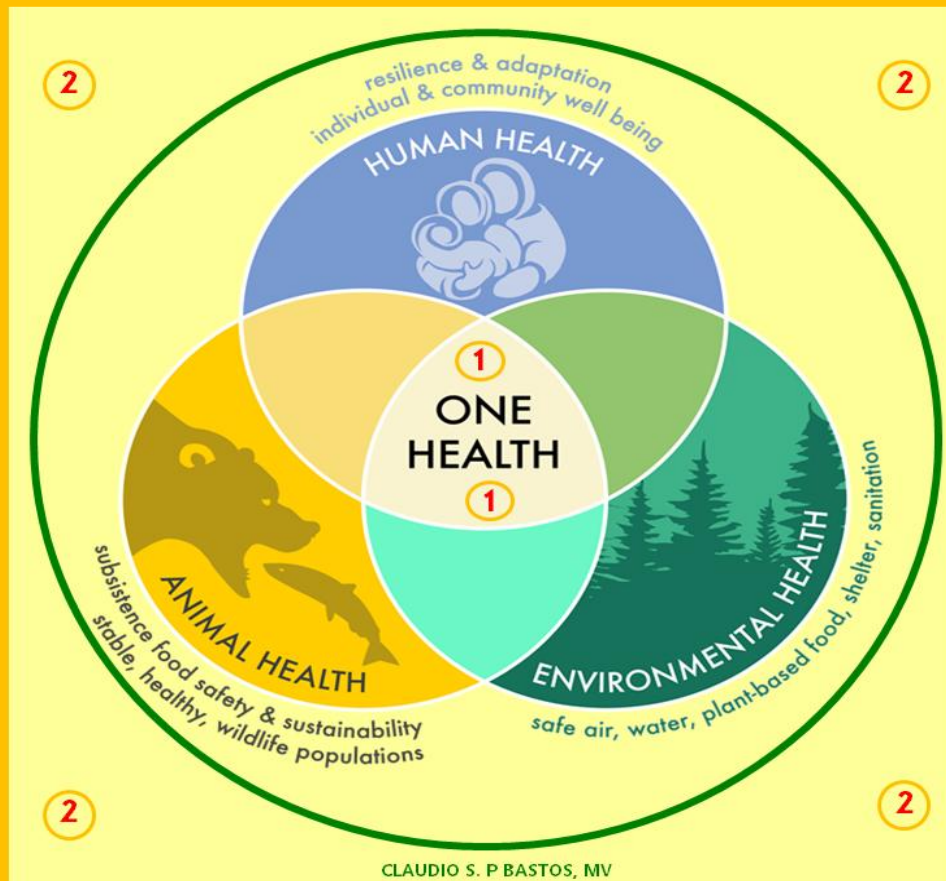 2
2
resilience & adaptation
individual & community well being
HUMAN HEALTH
1
ONE
HEALTH
1
ANIMAL HEALTH
subsistence food safety & sustainability
stable, healthy, wildlife populations
ENVIRONMENTAL HEALTH
safe air, water, plant-based food, shelter, sanitation
2
2
CLAUDIO S. P BASTOS, MV